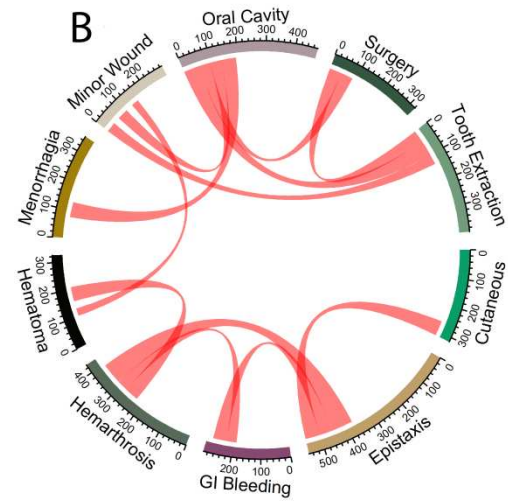 B
Oral Cavity
0 100 200 300 400
Surgery
0 100 200 300
Tooth Extraction
0 100 200 300
Cutaneous
0 100 200 300
Epistaxis
0 100 200 300 400 500
GI Bleeding
0 100 200
Hemarthrosis
0 100 200 300 400
Hematoma
0 100 200 300
Menorrhagia
0 100 200 300
Minor Wound
0 100 200